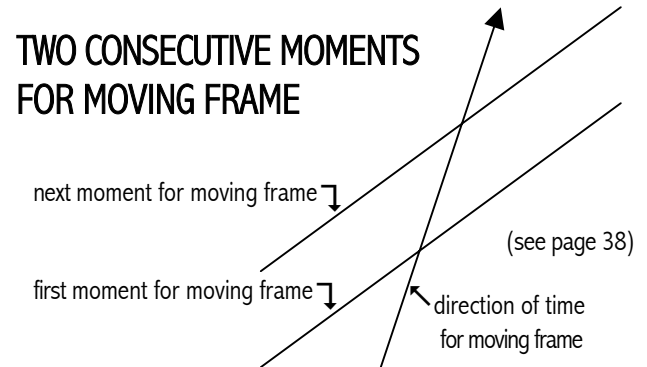 TWO CONSECUTIVE MOMENTS
FOR MOVING FRAME
next moment for moving frame
(see page 38)
first moment for moving frame
direction of time
for moving frame